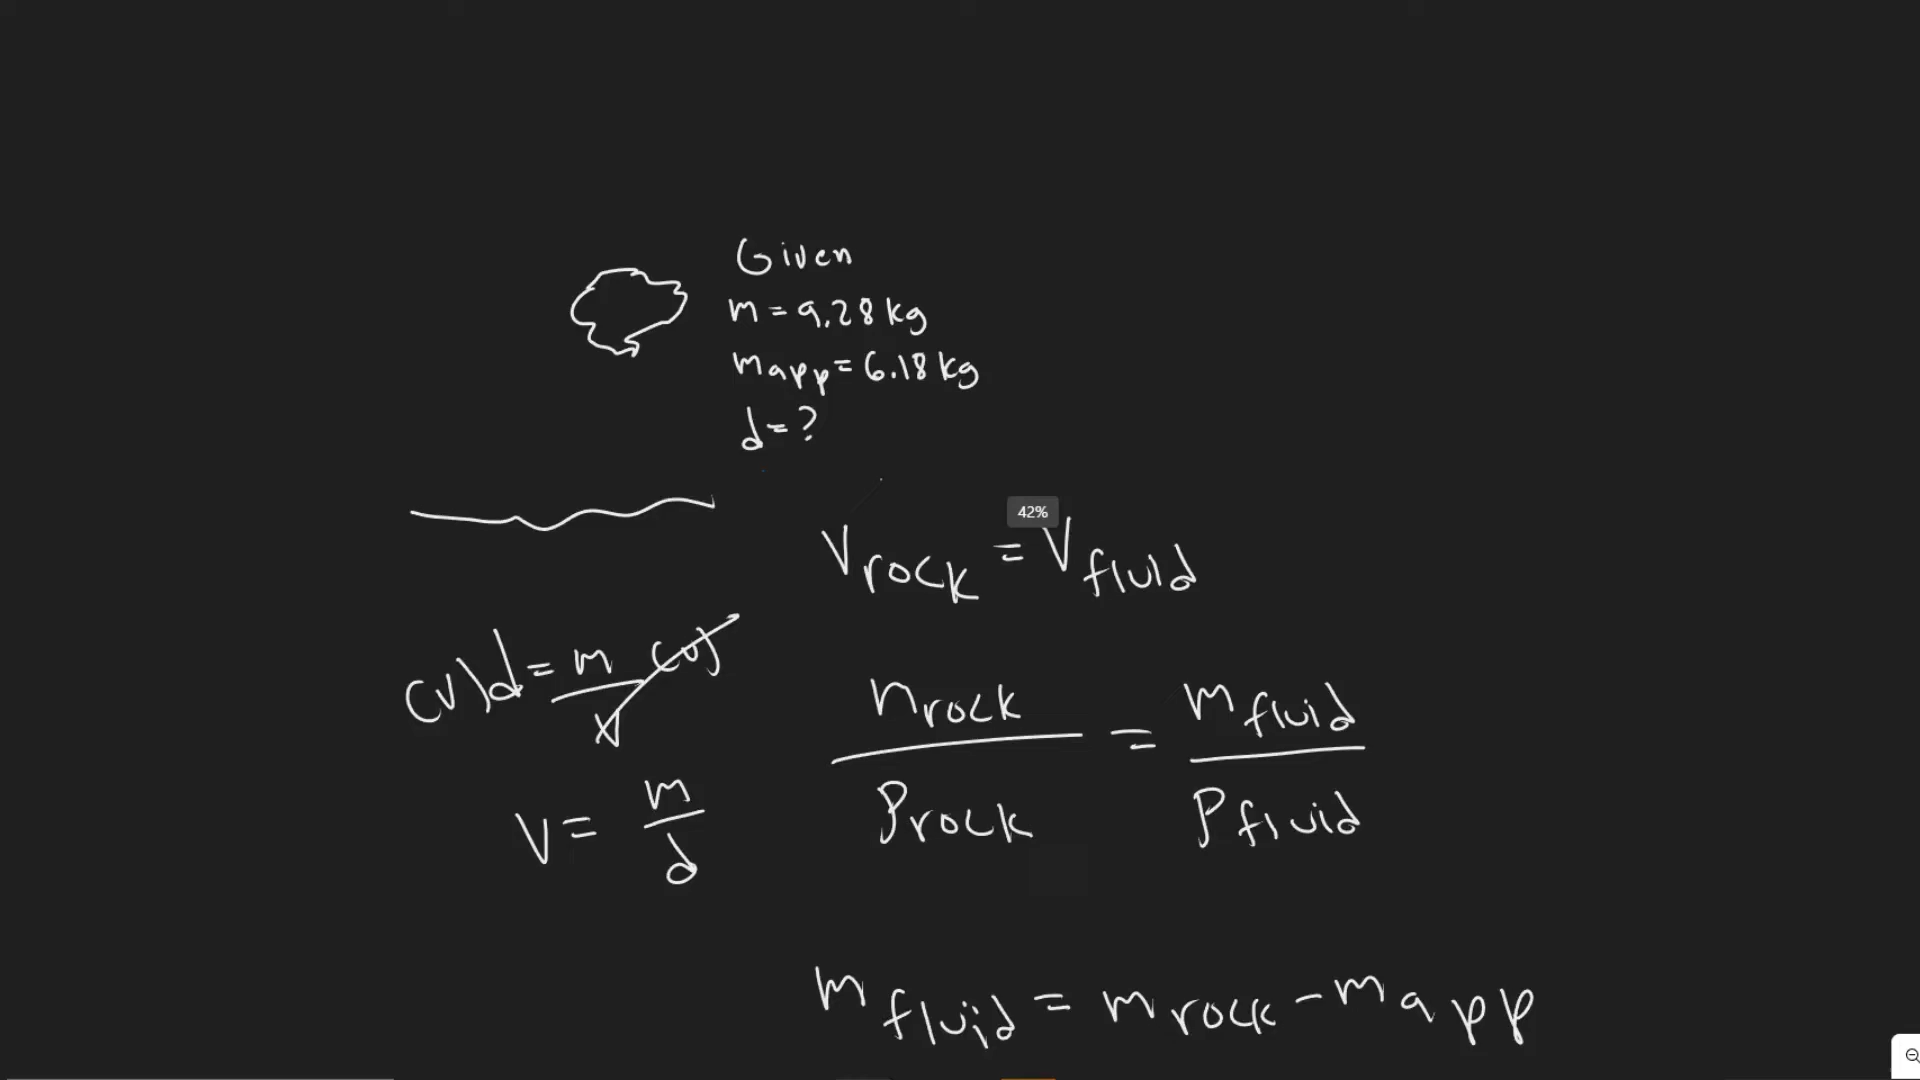 Given
m = 9.28 kg
mapp = 6.18 kg
d = ?
42%
Vrock = Vfluid
(v)d = m/v (v)
mrock/ρrock = mfluid/ρfluid
V = m/d
mfluid = mrock - mapp